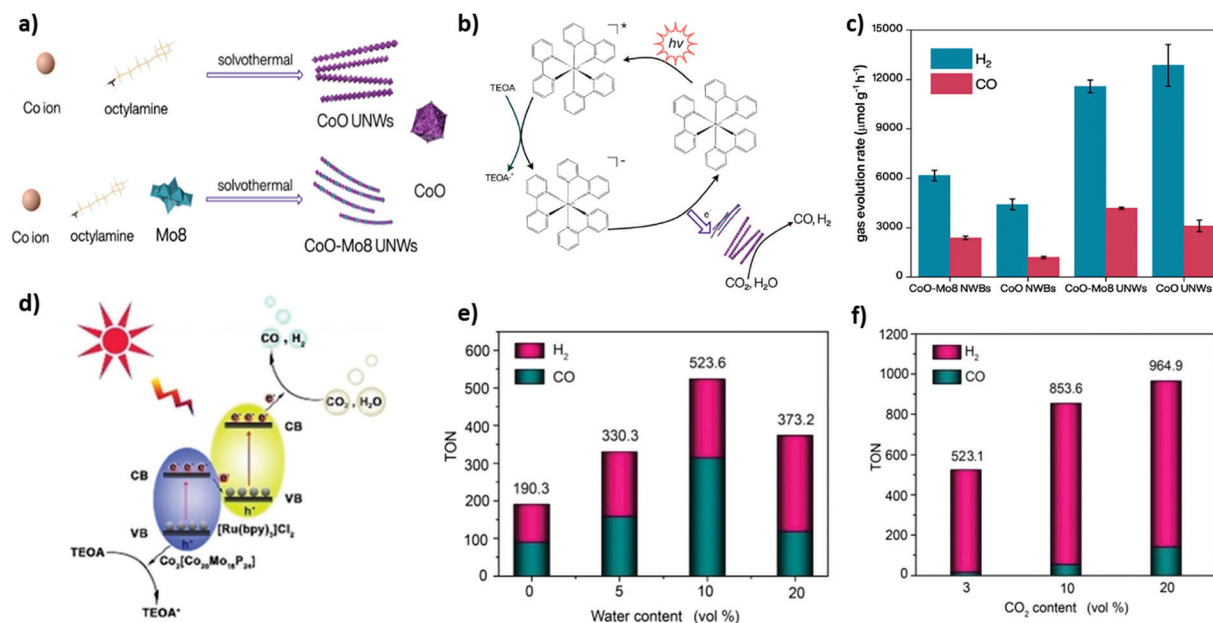 a)
solvothermal
Co ion
octylamine
CoO UNWs
CoO
solvothermal
Co ion
octylamine
Mo8
CoO-Mo8 UNWs
b)
*
hν
TEOA
TEOA·⁺
-
e⁻
CO, H₂
CO₂, H₂O
c)
gas evolution rate (μmol g⁻¹ h⁻¹)
15000
12000
9000
6000
3000
0
H₂
CO
CoO-Mo8 NWBs
CoO NWBs
CoO-Mo8 UNWs
CoO UNWs
d)
CO , H₂
CO₂ , H₂O
e⁻
e⁻ e⁻ e⁻
CB
e⁻ e⁻ e⁻
CB
e⁻
VB
h⁺
VB
[Ru(bpy)₃]Cl₂
h⁺
TEOA
Co₂[Co₂₀Mo₁₆P₂₄]
TEOA⁺
e)
TON
600
500
400
300
200
100
0
H₂
CO
190.3
330.3
523.6
373.2
0
5
10
20
Water content (vol %)
f)
TON
1200
1000
800
600
400
200
0
H₂
CO
523.1
853.6
964.9
3
10
20
CO₂ content (vol %)